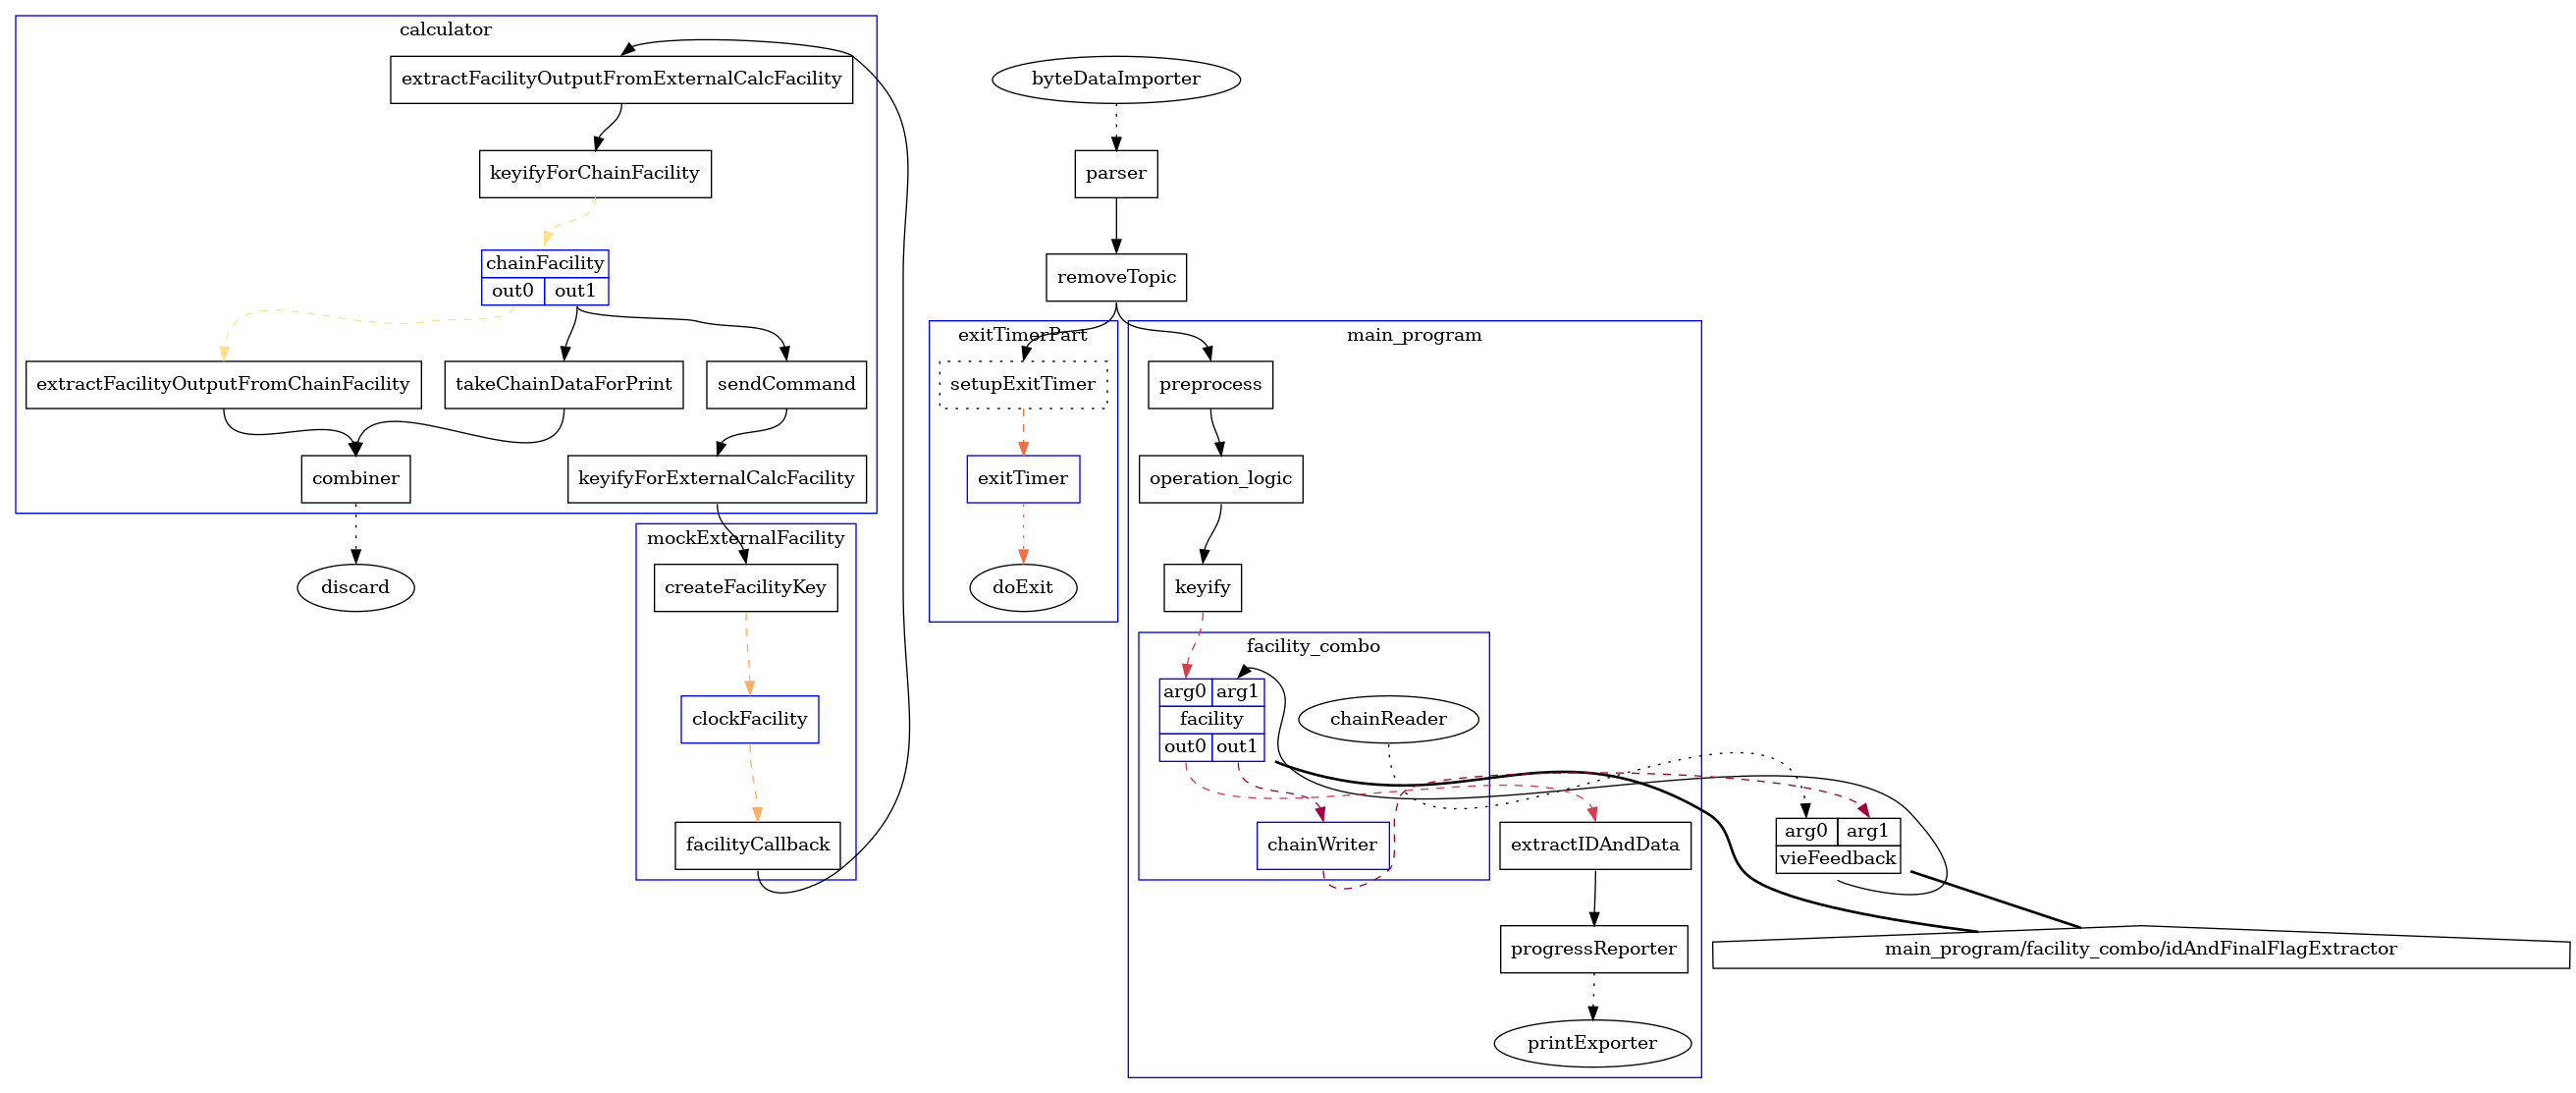 calculator
extractFacilityOutputFromExternalCalcFacility
byteDataImporter
keyifyForChainFacility
parser
chainFacility
out0 out1
removeTopic
exitTimerPart
main_program
extractFacilityOutputFromChainFacility
takeChainDataForPrint
sendCommand
setupExitTimer
preprocess
combiner
keyifyForExternalCalcFacility
exitTimer
operation_logic
mockExternalFacility
discard
createFacilityKey
doExit
keyify
facility_combo
arg0 arg1
facility
out0 out1
clockFacility
chainReader
facilityCallback
chainWriter
extractIDAndData
arg0 arg1
vieFeedback
progressReporter
main_program/facility_combo/idAndFinalFlagExtractor
printExporter